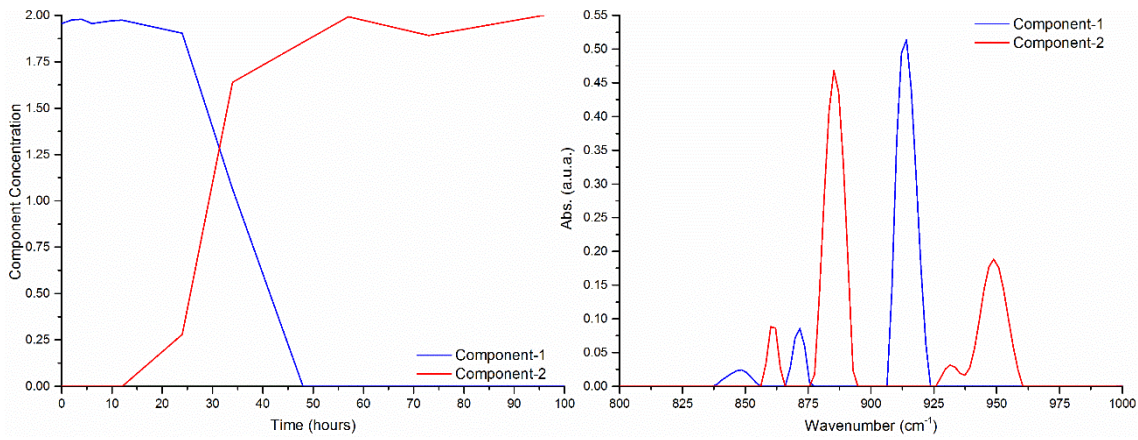 2.00
1.75
1.50
1.25
1.00
0.75
0.50
0.25
0.00
Component Concentration
0 10 20 30 40 50 60 70 80 90 100
Time (hours)
Component-1
Component-2
0.55
0.50
0.45
0.40
0.35
0.30
0.25
0.20
0.15
0.10
0.05
0.00
Abs. (a.u.a.)
800 825 850 875 900 925 950 975 1000
Wavenumber (cm⁻¹)
Component-1
Component-2